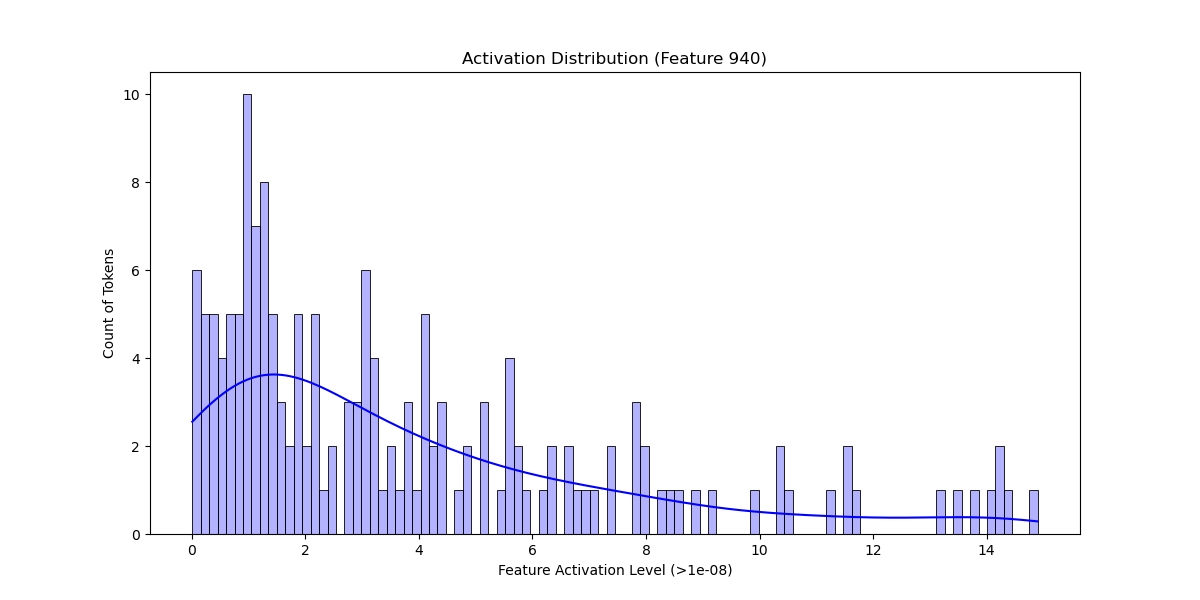 Activation Distribution (Feature 940)
Count of Tokens
10
8
6
4
2
0
0 2 4 6 8 10 12 14
Feature Activation Level (>1e-08)